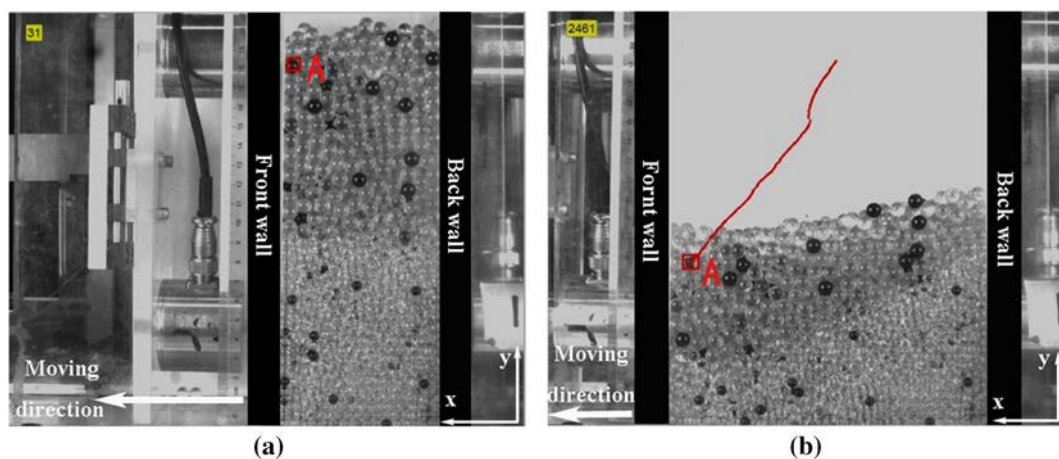 31
A
Front wall
Back wall
Moving
direction
y
x
(a)
2461
A
Fornt wall
Back wall
Moving
direction
y
x
(b)